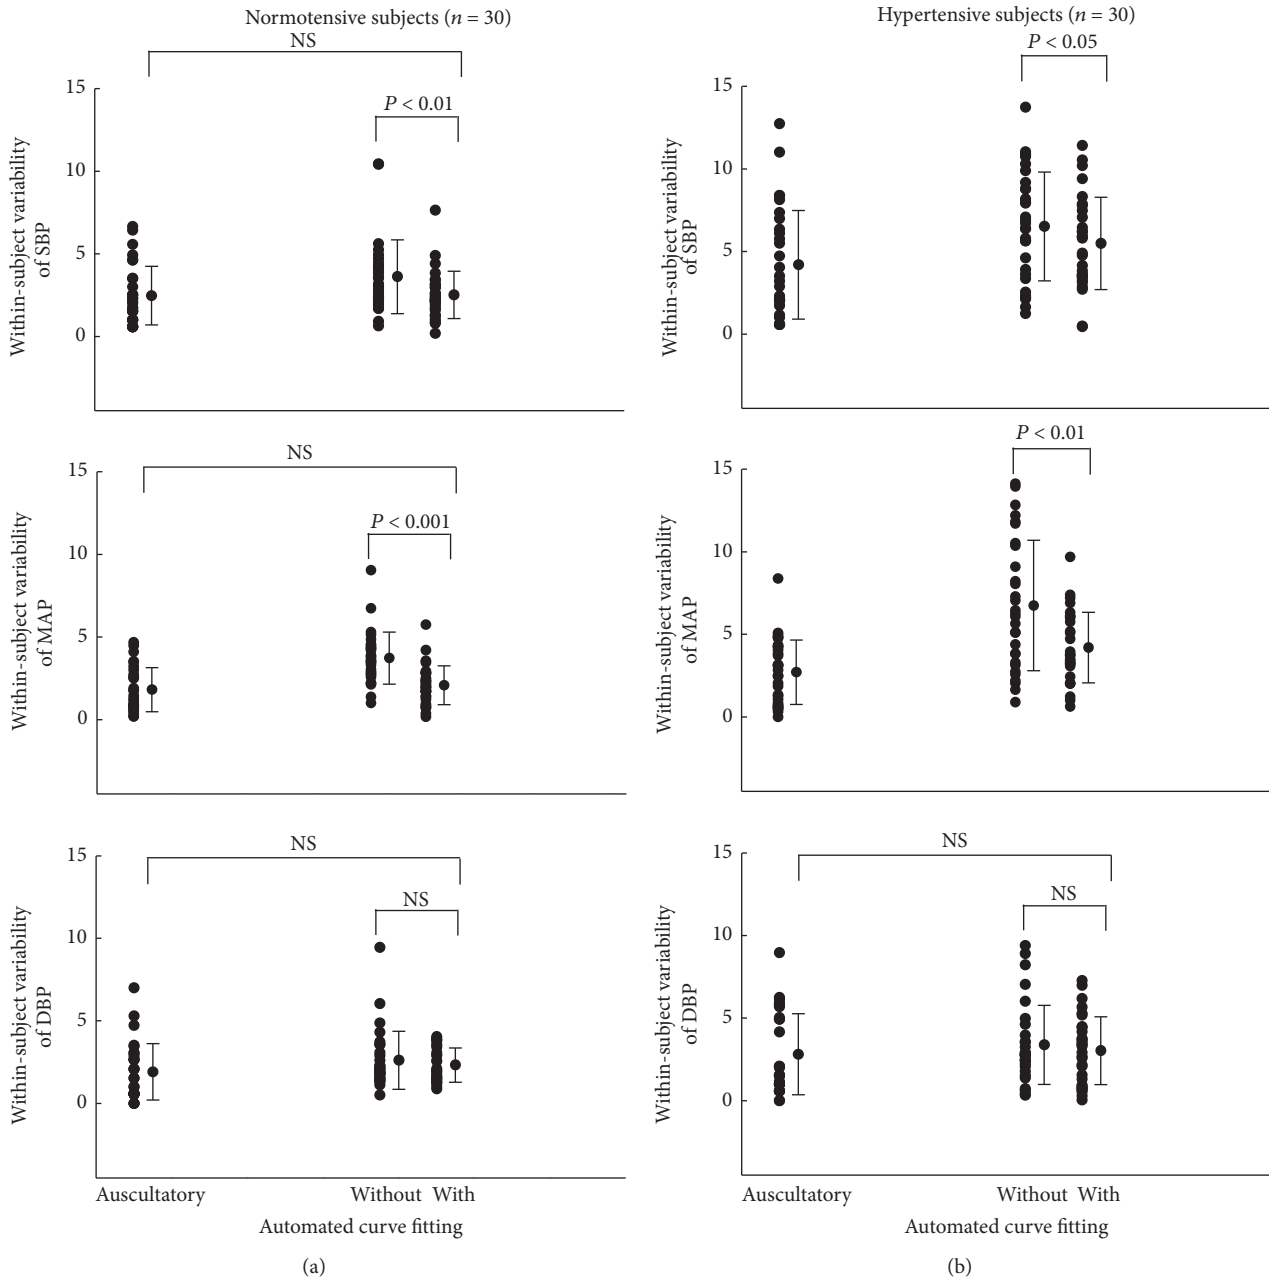 Normotensive subjects (n = 30)
NS
P < 0.01
15
10
5
0
Within-subject variability
of SBP
NS
P < 0.001
15
10
5
0
Within-subject variability
of MAP
NS
NS
15
10
5
0
Within-subject variability
of DBP
Auscultatory
Without With
Automated curve fitting
(a)
Hypertensive subjects (n = 30)
P < 0.05
15
10
5
0
Within-subject variability
of SBP
P < 0.01
15
10
5
0
Within-subject variability
of MAP
NS
NS
15
10
5
0
Within-subject variability
of DBP
Auscultatory
Without With
Automated curve fitting
(b)